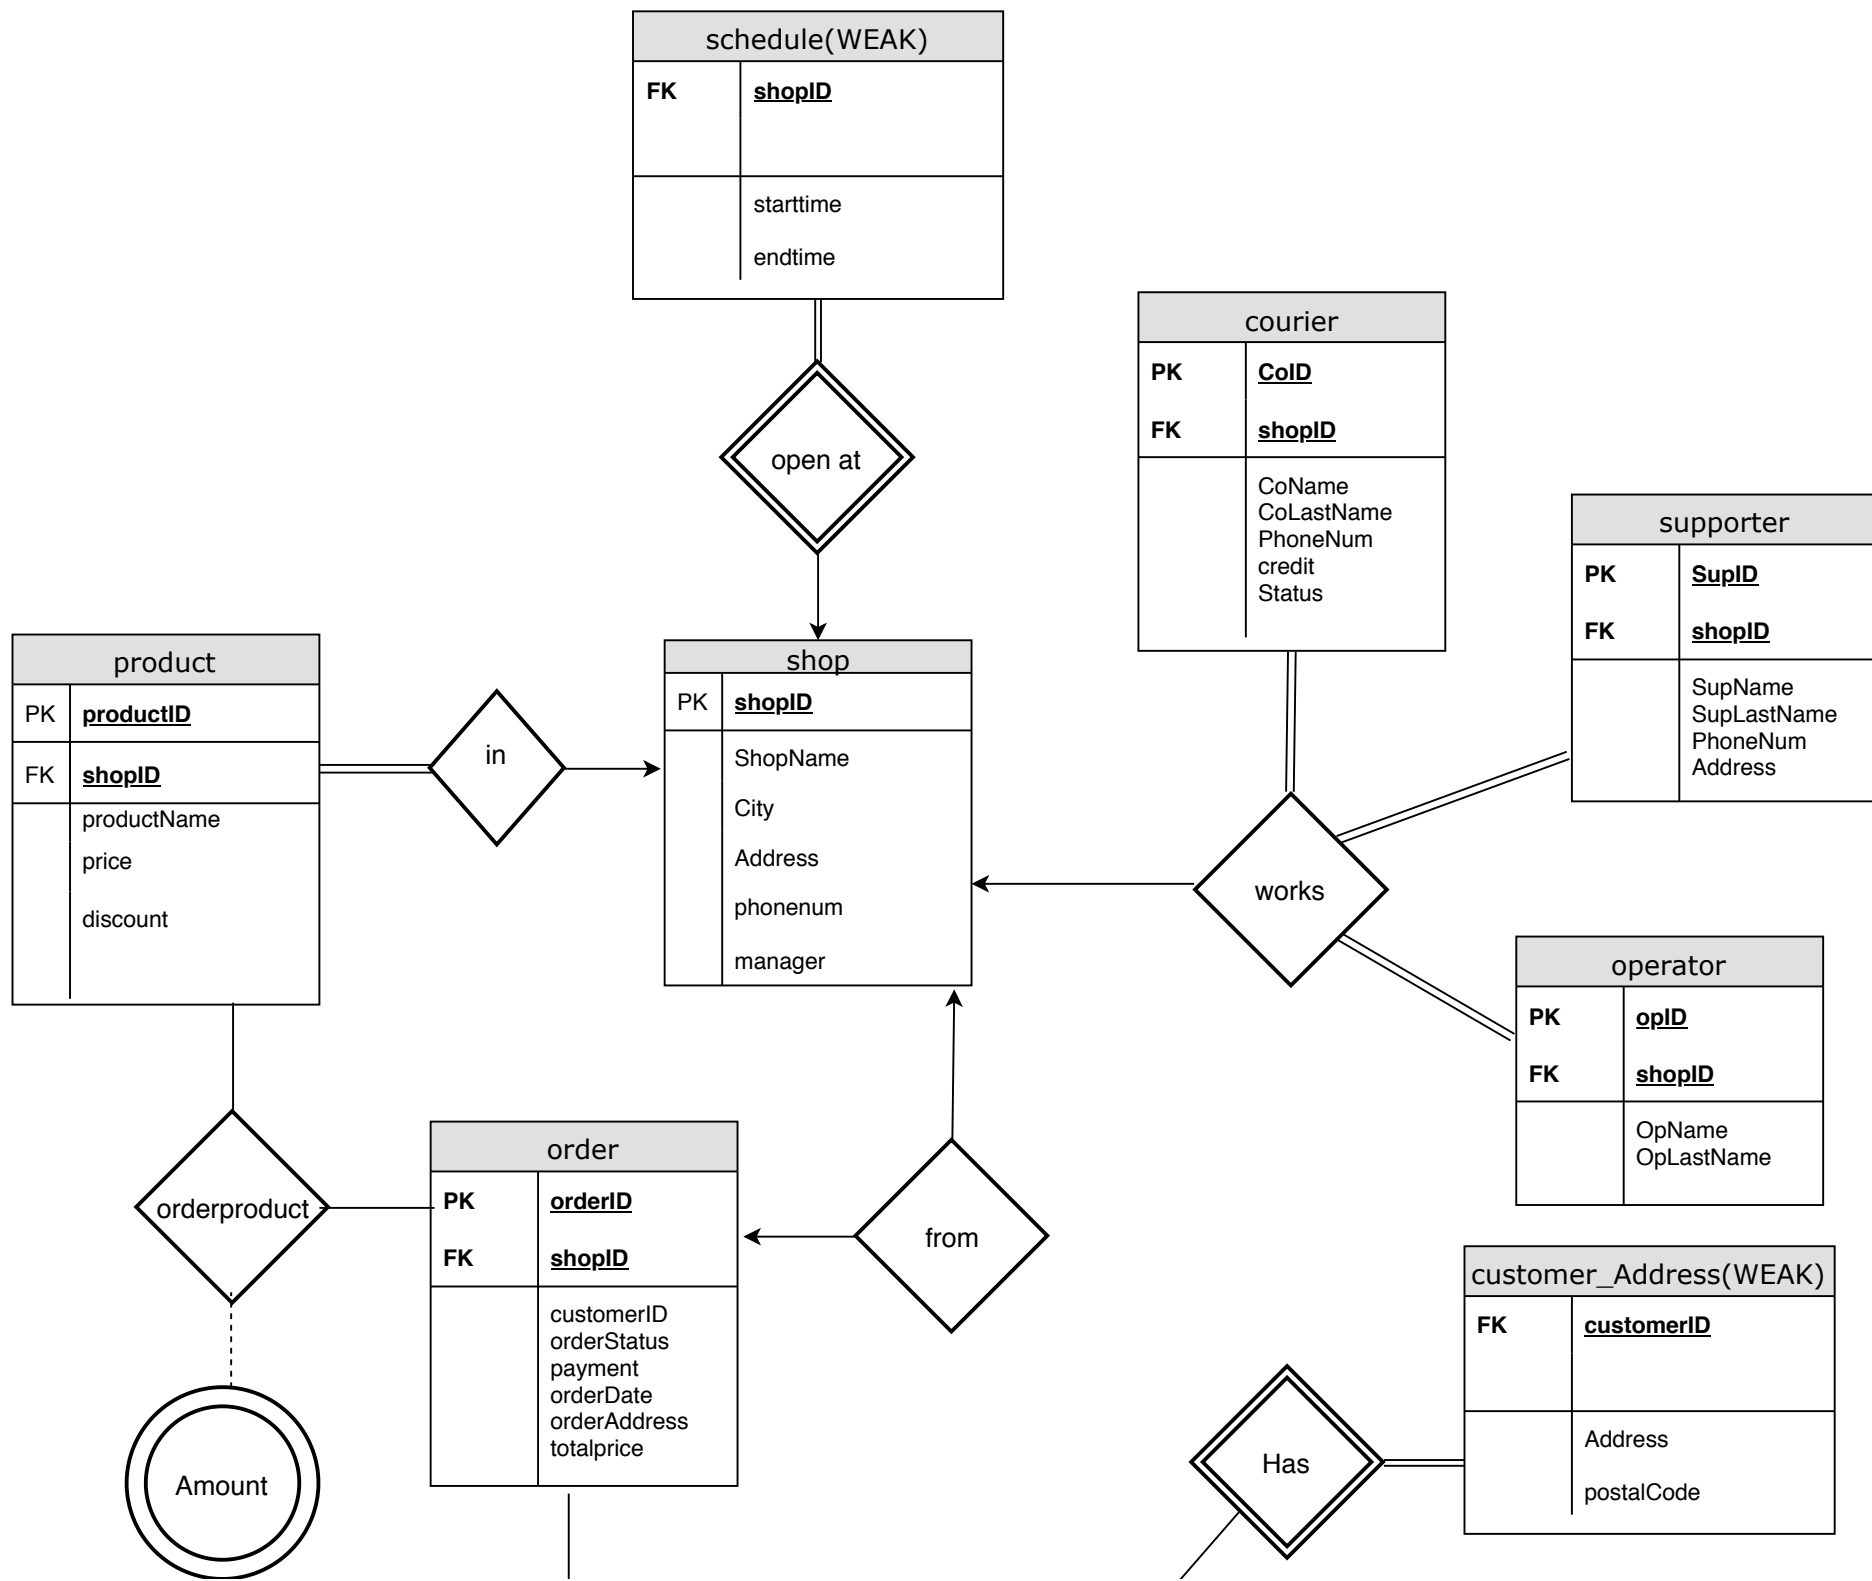 schedule(WEAK)
FK shopID
starttime
endtime
open at
courier
PK CoID
FK shopID
CoName
CoLastName
PhoneNum
credit
Status
supporter
PK SupID
FK shopID
SupName
SupLastName
PhoneNum
Address
product
PK productID
FK shopID
productName
price
discount
in
shop
PK shopID
ShopName
City
Address
phonenum
manager
works
operator
PK opID
FK shopID
OpName
OpLastName
orderproduct
order
PK orderID
FK shopID
customerID
orderStatus
payment
orderDate
orderAddress
totalprice
from
customer_Address(WEAK)
FK customerID
Address
postalCode
Has
Amount